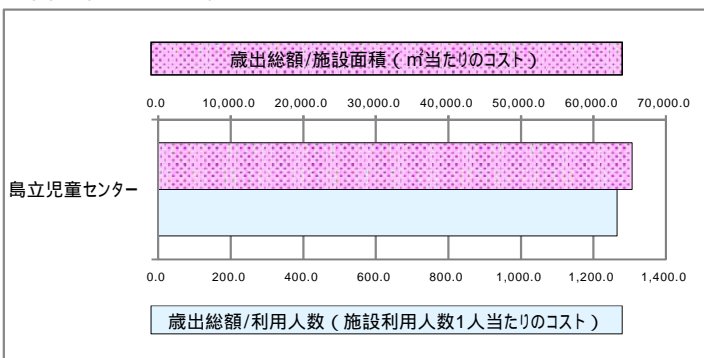 歳出総額/施設面積（㎡当たりのコスト）
0.0 10,000.0 20,000.0 30,000.0 40,000.0 50,000.0 60,000.0 70,000.0
島立児童センター
0.0 200.0 400.0 600.0 800.0 1,000.0 1,200.0 1,400.0
歳出総額/利用人数（施設利用人数1人当たりのコスト）